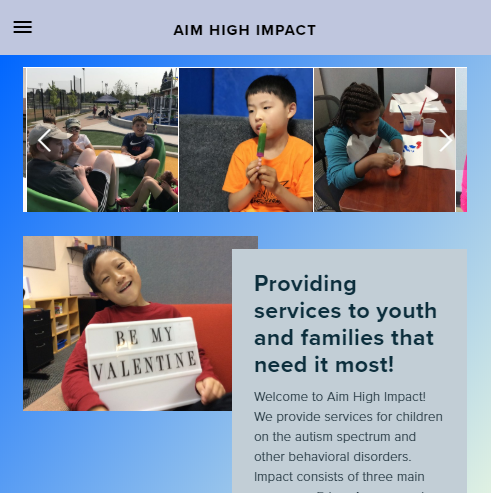 AIM HIGH IMPACT
BE MY
VALENTINE
Providing
services to youth
and families that
need it most!
Welcome to Aim High Impact!
We provide services for children
on the autism spectrum and
other behavioral disorders.
Impact consists of three main